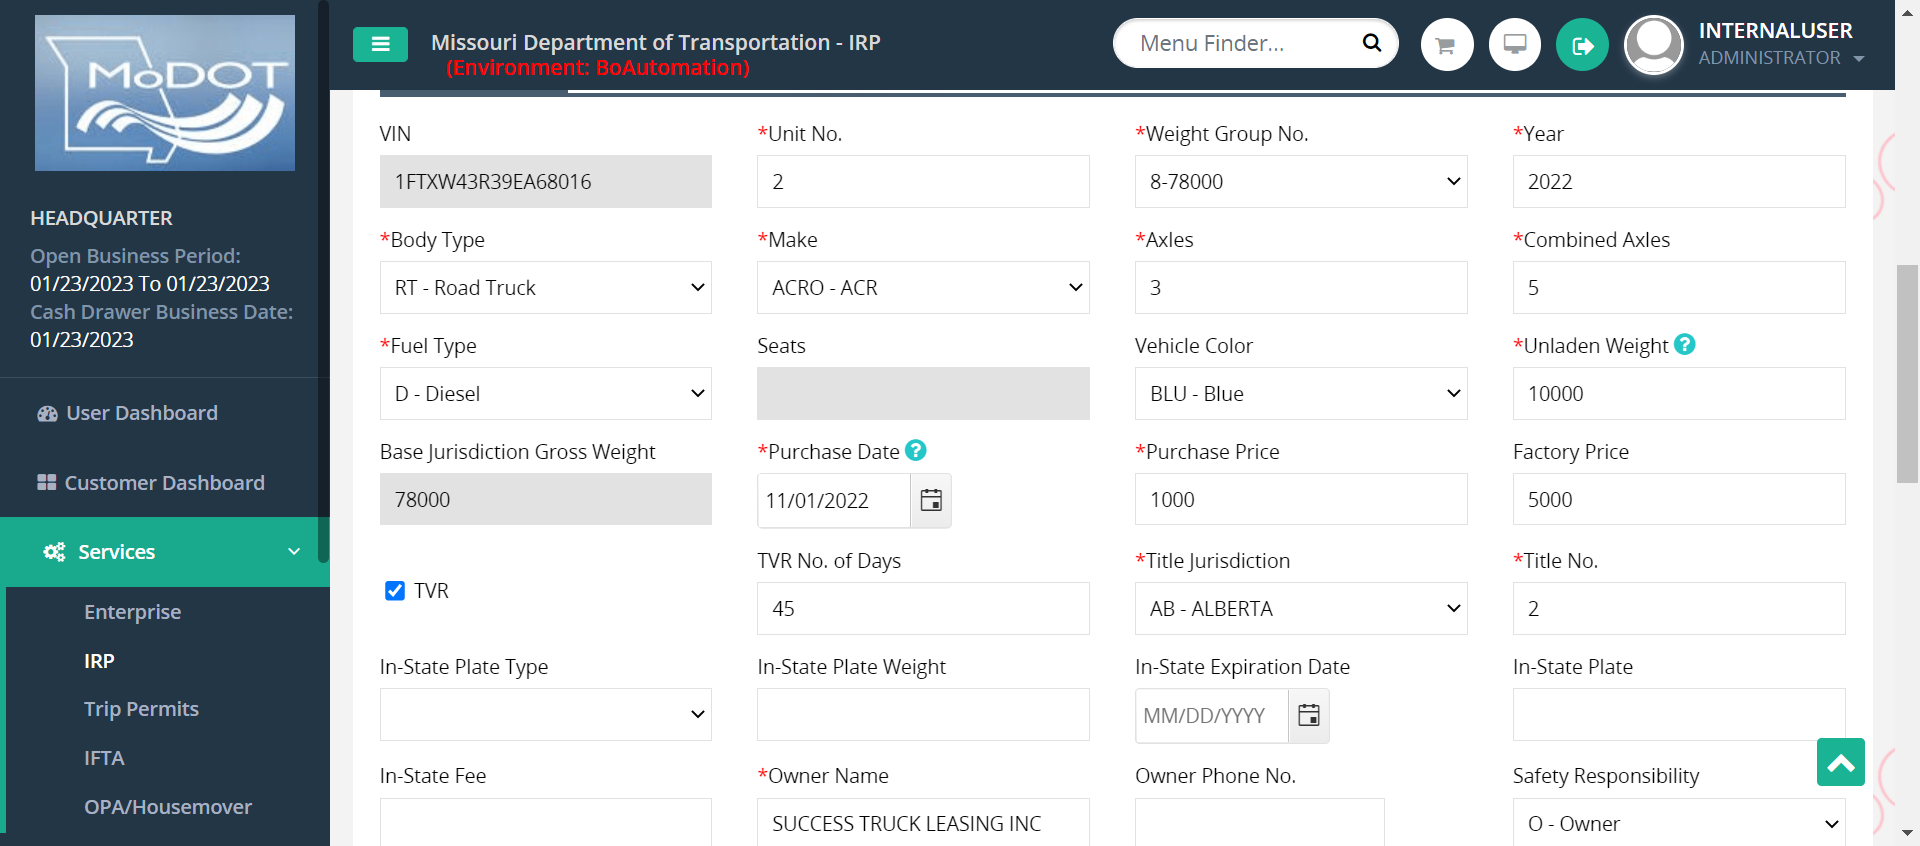 MoDOT
Missouri Department of Transportation - IRP
(Environment: BoAutomation)
Menu Finder...
INTERNALUSER
ADMINISTRATOR
HEADQUARTER
Open Business Period:
01/23/2023 To 01/23/2023
Cash Drawer Business Date:
01/23/2023
User Dashboard
Customer Dashboard
Services
Enterprise
IRP
Trip Permits
IFTA
OPA/Housemover
VIN
*Unit No.
*Weight Group No.
*Year
1FTXW43R39EA68016
2
8-78000
2022
*Body Type
*Make
*Axles
*Combined Axles
RT - Road Truck
ACRO - ACR
3
5
*Fuel Type
Seats
Vehicle Color
*Unladen Weight ?
D - Diesel
BLU - Blue
10000
Base Jurisdiction Gross Weight
*Purchase Date ?
*Purchase Price
Factory Price
78000
11/01/2022
1000
5000
TVR
TVR No. of Days
*Title Jurisdiction
*Title No.
45
AB - ALBERTA
2
In-State Plate Type
In-State Plate Weight
In-State Expiration Date
In-State Plate
MM/DD/YYYY
In-State Fee
*Owner Name
Owner Phone No.
Safety Responsibility
SUCCESS TRUCK LEASING INC
O - Owner